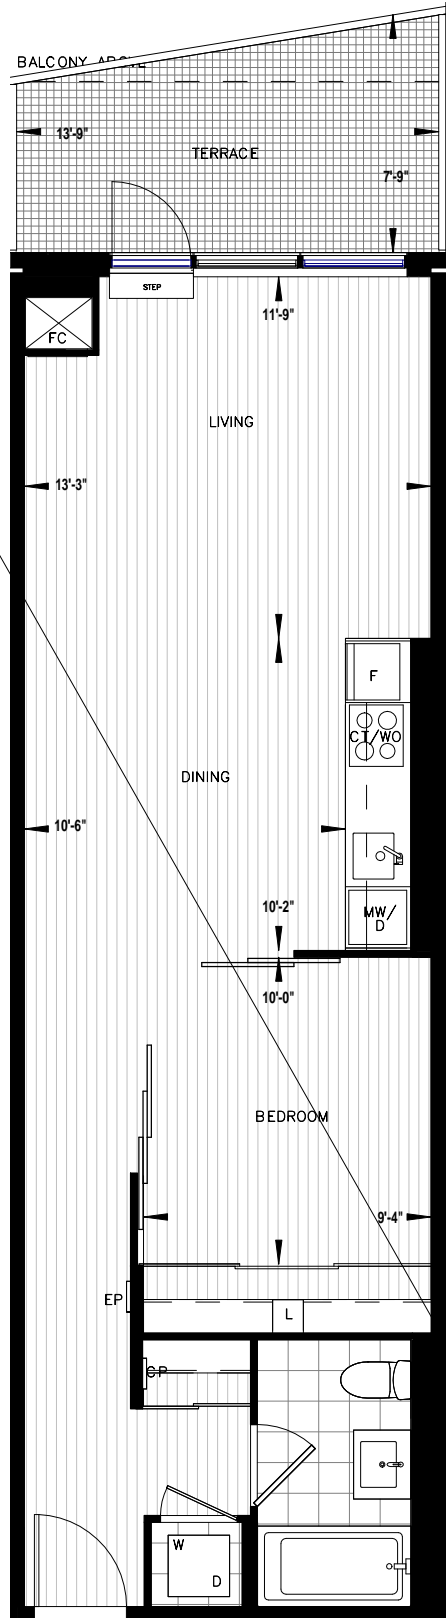 BALCONY ABOVE
13'-9"
TERRACE
7'-9"
STEP
11'-9"
FC
LIVING
13'-3"
F
CT/WO
DINING
10'-6"
10'-2"
MW/
D
10'-0"
BEDROOM
9'-4"
EP
L
CP
W
D